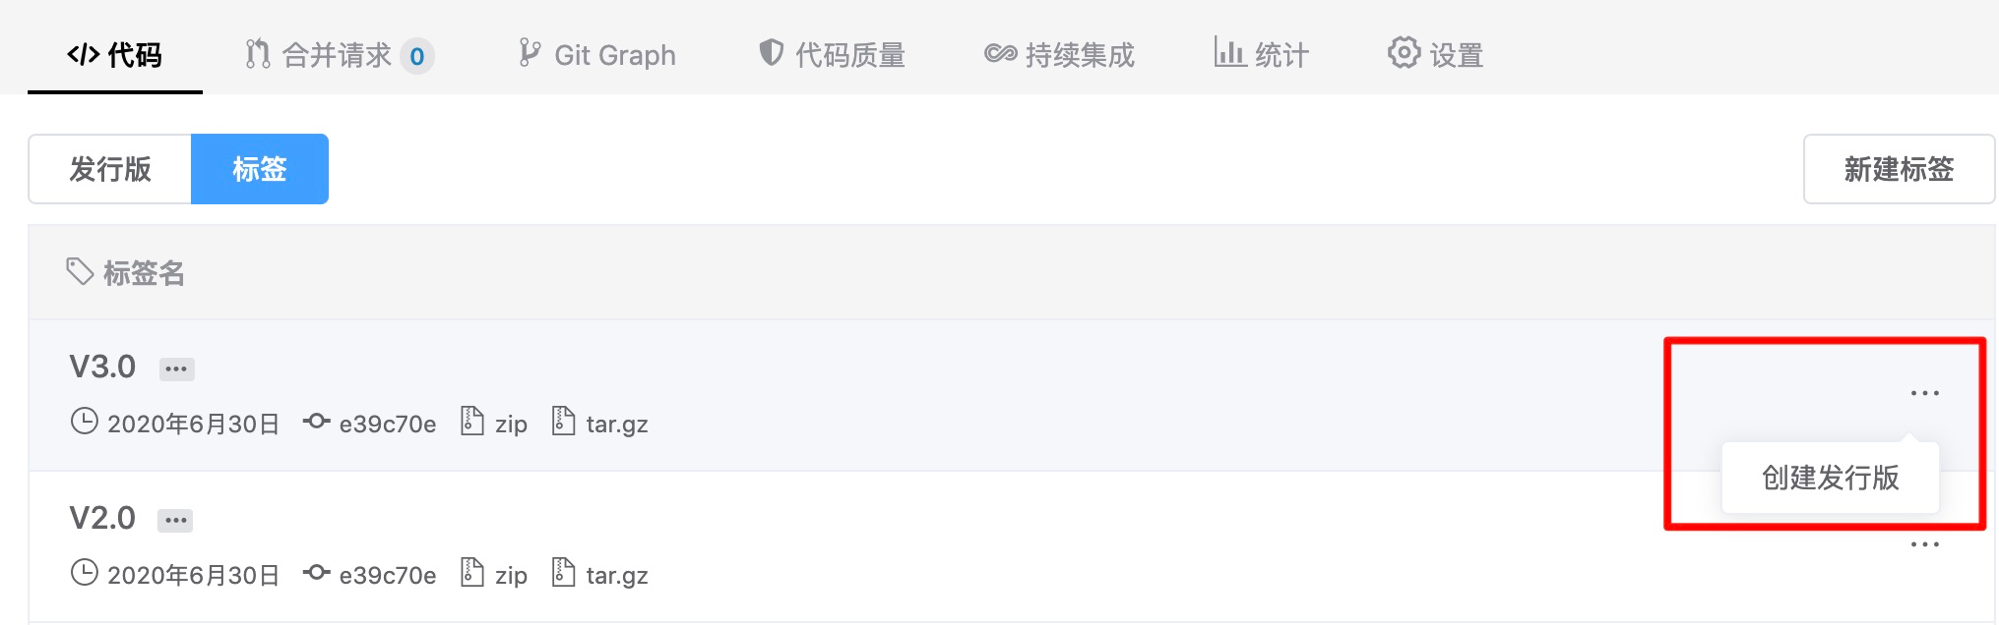 </> 代码 合并请求 0 Git Graph 代码质量 持续集成 统计 设置
发行版 标签 新建标签
标签名
V3.0 ...
2020年6月30日 e39c70e zip tar.gz
...
创建发行版
V2.0 ...
...
2020年6月30日 e39c70e zip tar.gz